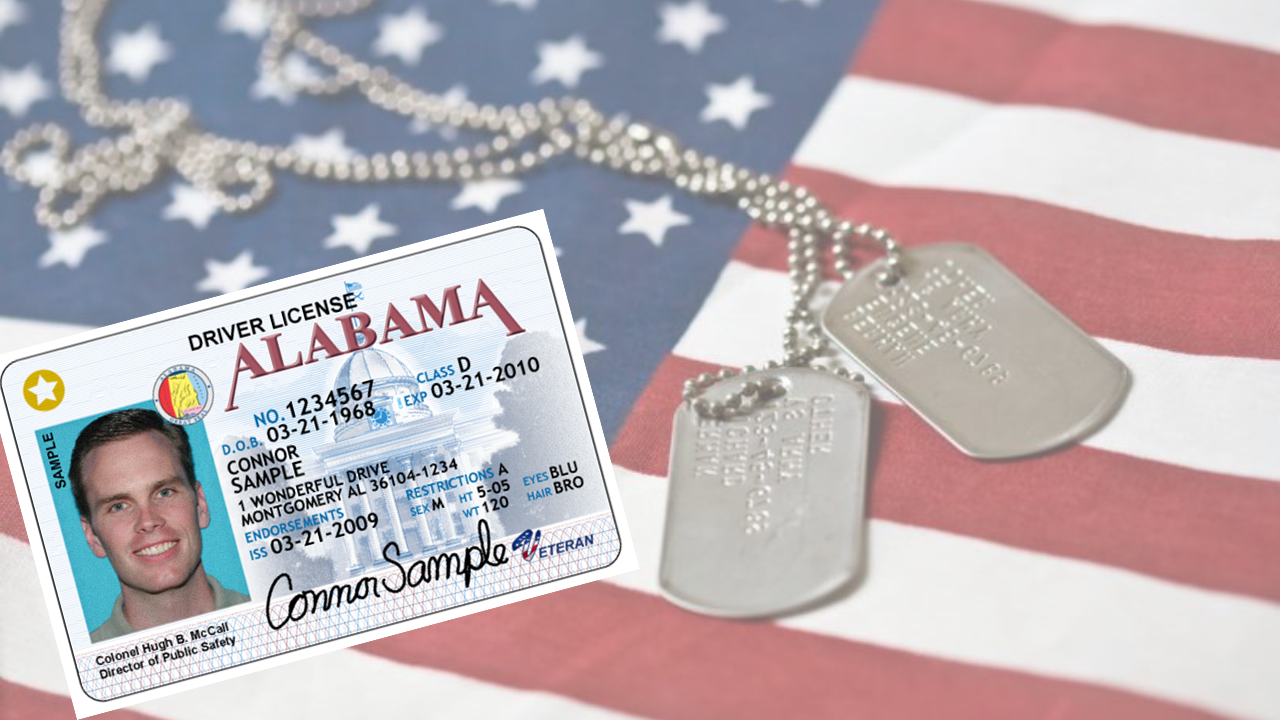 DRIVER LICENSE
ALABAMA
NO. 1234567
CLASS D
D.O.B. 03-21-1968
EXP 03-21-2010
CONNOR
SAMPLE
1 WONDERFUL DRIVE
MONTGOMERY AL 36104-1234
RESTRICTIONS A
ENDORSEMENTS
SEX M HT 5-05 EYES BLU
ISS 03-21-2009
WT 120 HAIR BRO
SAMPLE
Connor Sample
VETERAN
Colonel Hugh B. McCall
Director of Public Safety